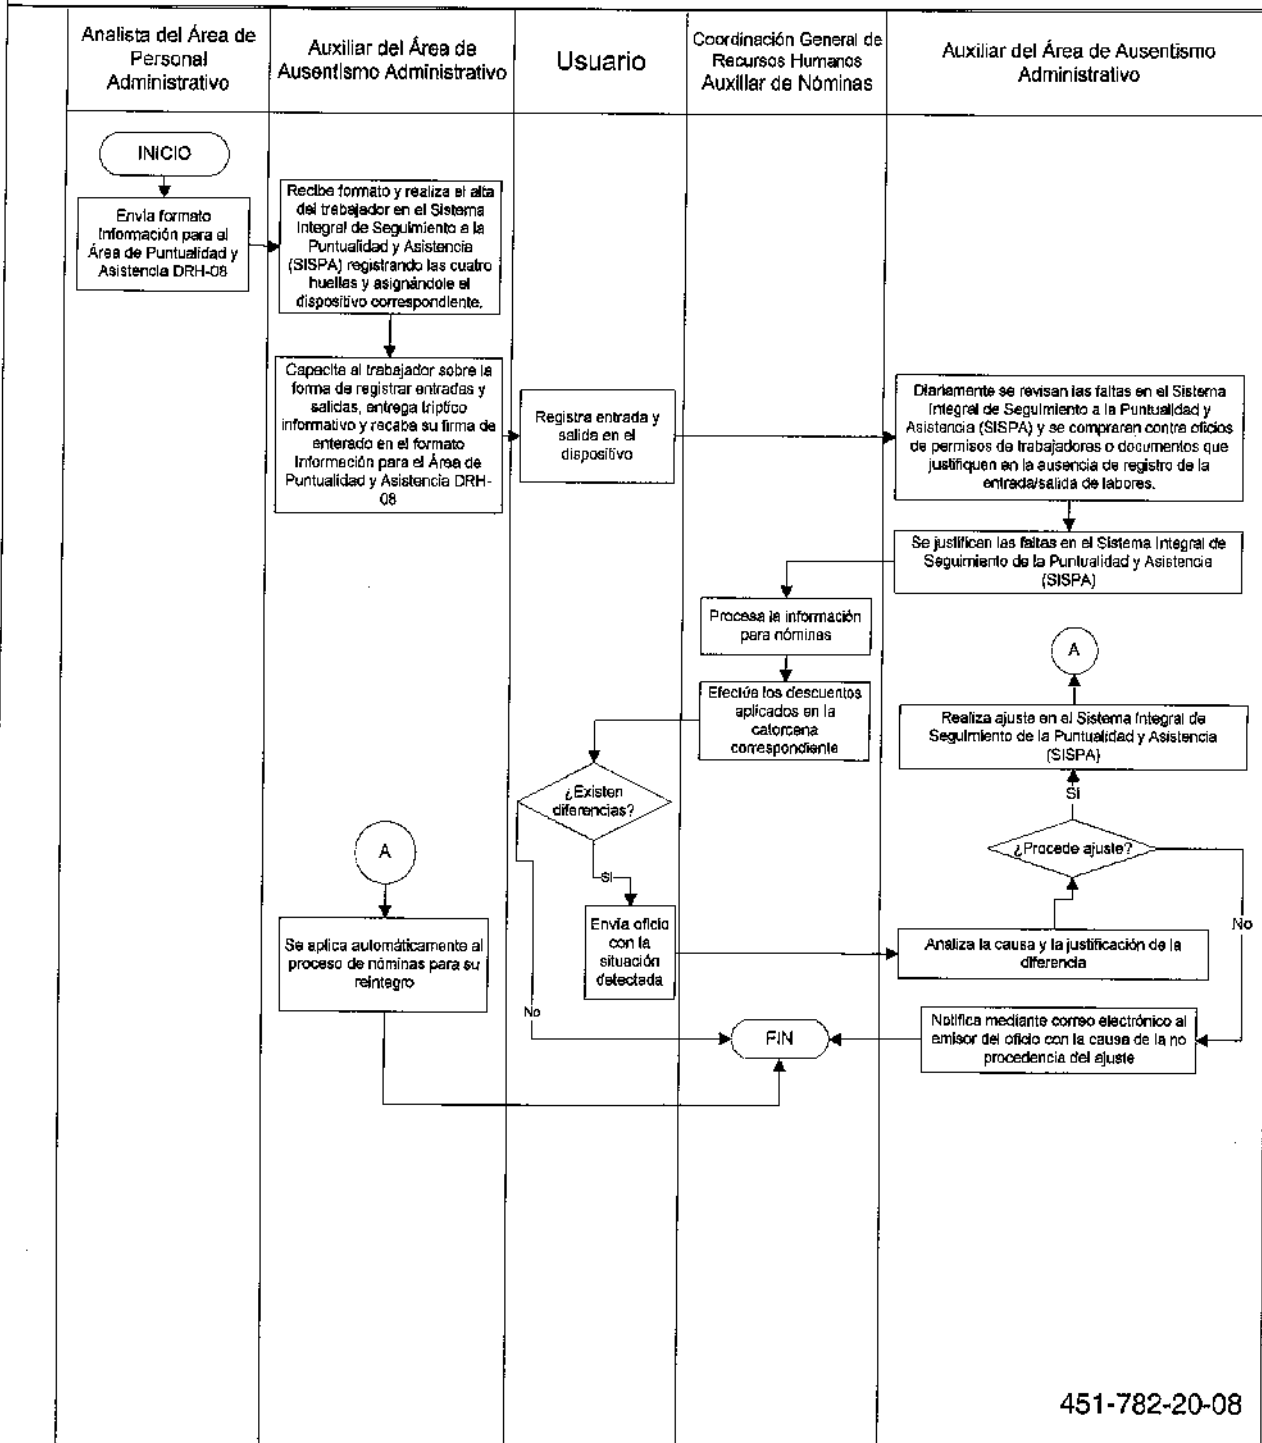 Analista del Área de
Personal
Administrativo
Auxiliar del Área de
Ausentismo Administrativo
Usuario
Coordinación General de
Recursos Humanos
Auxiliar de Nóminas
Auxiliar del Área de Ausentismo
Administrativo
INICIO
Envía formato
Información para el
Área de Puntualidad y
Asistencia DRH-08
Recibe formato y realiza el alta
del trabajador en el Sistema
Integral de Seguimiento a la
Puntualidad y Asistencia
(SISPA) registrando las cuatro
huellas y asignándole el
dispositivo correspondiente.
Capacita al trabajador sobre la
forma de registrar entradas y
salidas, entrega tríptico
informativo y recaba su firma de
enterado en el formato
Información para el Área de
Puntualidad y Asistencia DRH-
08
Registra entrada y
salida en el
dispositivo
Diariamente se revisan las faltas en el Sistema
Integral de Seguimiento a la Puntualidad y
Asistencia (SISPA) y se compraran contra oficios
de permisos de trabajadores o documentos que
justifiquen en la ausencia de registro de la
entrada/salida de labores.
Se justifican las faltas en el Sistema Integral de
Seguimiento de la Puntualidad y Asistencia
(SISPA)
Procesa la información
para nóminas
Efectúa los descuentos
aplicados en la
catorcena
correspondiente
¿Existen
diferencias?
Si
No
Envía oficio
con la
situación
detectada
Analiza la causa y la justificación de la
diferencia
¿Procede ajuste?
Si
No
Realiza ajuste en el Sistema Integral de
Seguimiento de la Puntualidad y Asistencia
(SISPA)
A
A
Se aplica automáticamente al
proceso de nóminas para su
reintegro
Notifica mediante correo electrónico al
emisor del oficio con la causa de la no
procedencia del ajuste
FIN
451-782-20-08